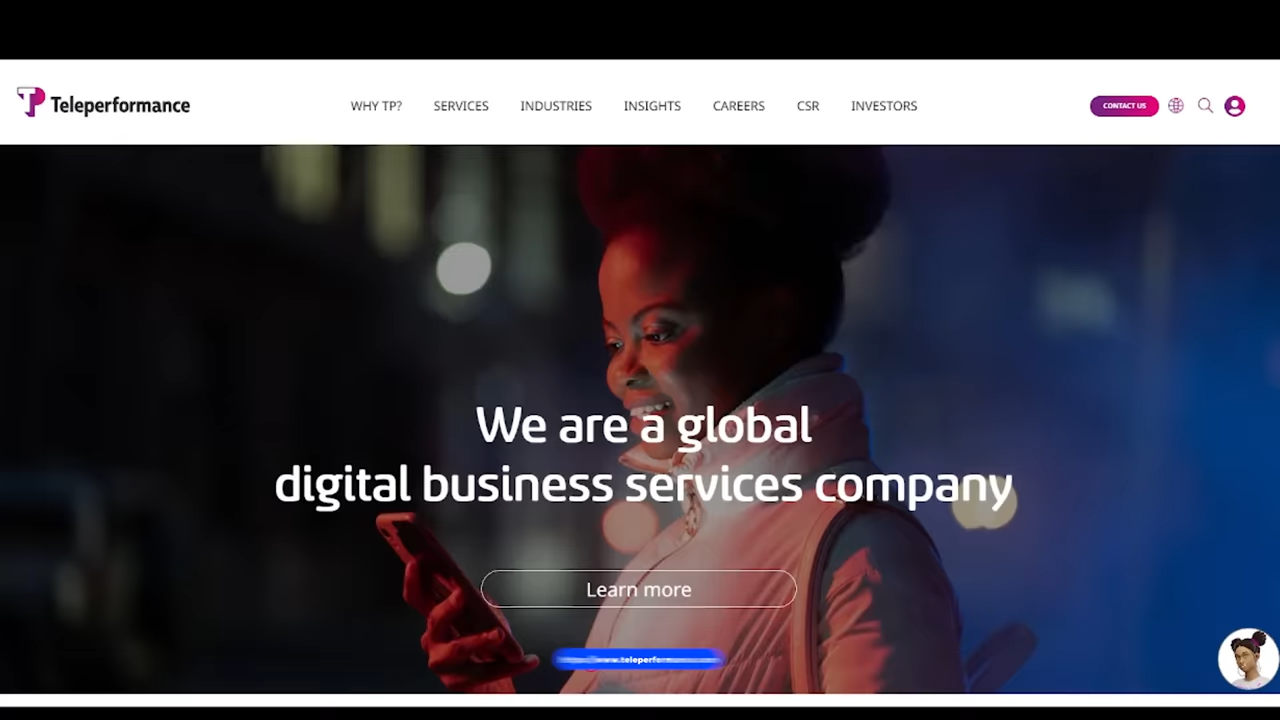 Teleperformance
WHY TP? SERVICES INDUSTRIES INSIGHTS CAREERS CSR INVESTORS
CONTACT US
We are a global
digital business services company
Learn more